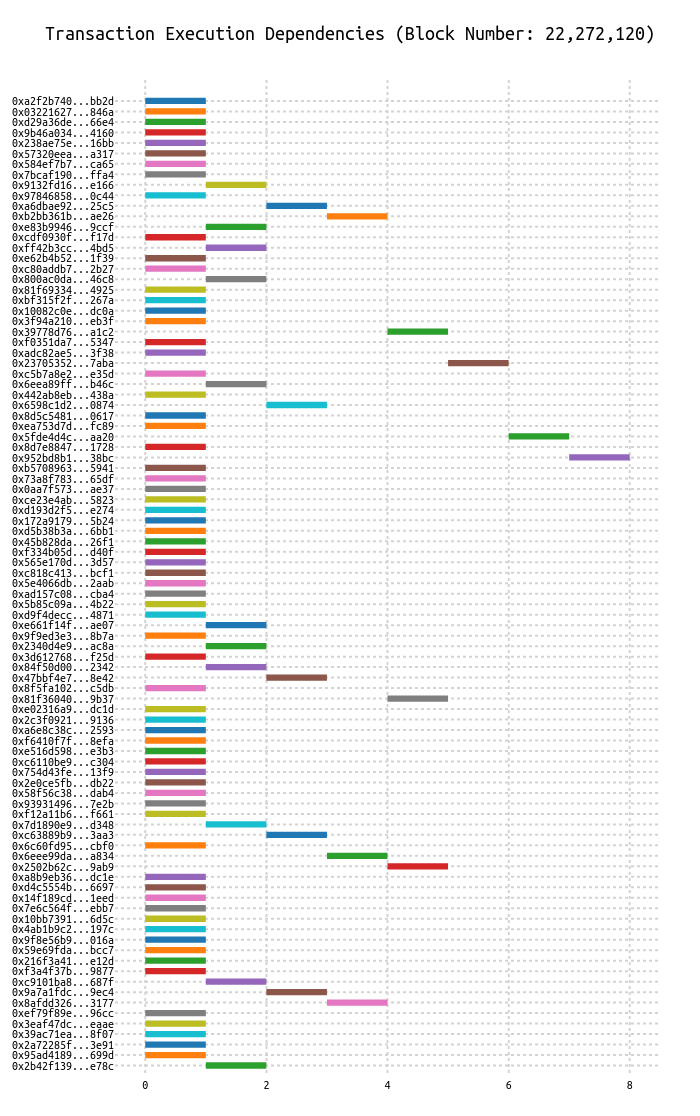 Transaction Execution Dependencies (Block Number: 22,272,120)
0xa2f2b740...bb2d
0x03221627...846a
0xd29a36de...66e4
0x9b46a034...4160
0x238ae75e...16bb
0x57320eea...a317
0x584ef7b7...ca65
0x7bcaf190...ffa4
0x9132fd16...e166
0x97846858...0c44
0xa6dbae92...25c5
0xb2bb361b...ae26
0xe83b9946...9ccf
0xcdf0930f...f17d
0xff42b3cc...4bd5
0xe62b4b52...1f39
0xc80addb7...2b27
0x800ac0da...46c8
0x81f69334...4925
0xbf315f2f...267a
0x10082c0e...dc0a
0x3f94a210...eb3f
0x39778d76...a1c2
0xf0351da7...5347
0xadc82ae5...3f38
0x23705352...7aba
0xc5b7a8e2...e35d
0x6eea89ff...b46c
0x442ab8eb...438a
0x6598c1d2...0874
0x8d5c5481...0617
0xea753d7d...fc89
0x5fde4d4c...aa20
0x8d7e8847...1728
0x952bd8b1...38bc
0xb5708963...5941
0x73a8f783...65df
0x0aa7f573...ae37
0xce23e4ab...5823
0xd193d2f5...e274
0x172a9179...5b24
0xd5b38b3a...6bb1
0x45b828da...26f1
0xf334b05d...d40f
0x565e170d...3d57
0xc818c413...bcf1
0x5e4066db...2aab
0xad157c08...cba4
0x5b85c09a...4b22
0xd9f4decc...4871
0xe661f14f...ae07
0x9f9ed3e3...8b7a
0x2340d4e9...ac8a
0x3d612768...f25d
0x84f50d00...2342
0x47bbf4e7...8e42
0x8f5fa102...c5db
0x81f36040...9b37
0xe02316a9...dc1d
0x2c3f0921...9136
0xa6e8c38c...2593
0xf6410f7f...8efa
0xe516d598...e3b3
0xc6110be9...c304
0x754d43fe...13f9
0x2e0ce5fb...db22
0x58f56c38...dab4
0x93931496...7e2b
0xf12a11b6...f661
0x7d1890e9...d348
0xc63889b9...3aa3
0x6c60fd95...cbf0
0x6eee99da...a834
0x2502b62c...9ab9
0xa8b9eb36...dc1e
0xd4c5554b...6697
0x14f189cd...1eed
0x7e6c564f...ebb7
0x10bb7391...6d5c
0x4ab1b9c2...197c
0x9f8e56b9...016a
0x59e69fda...bcc7
0x216f3a41...e12d
0xf3a4f37b...9877
0xc9101ba8...687f
0x9a7a1fdc...9ec4
0x8afdd326...3177
0xef79f89e...96cc
0x3eaf47dc...eaae
0x39ac71ea...8f07
0x2a72285f...3e91
0x95ad4189...699d
0x2b42f139...e78c
0 2 4 6 8